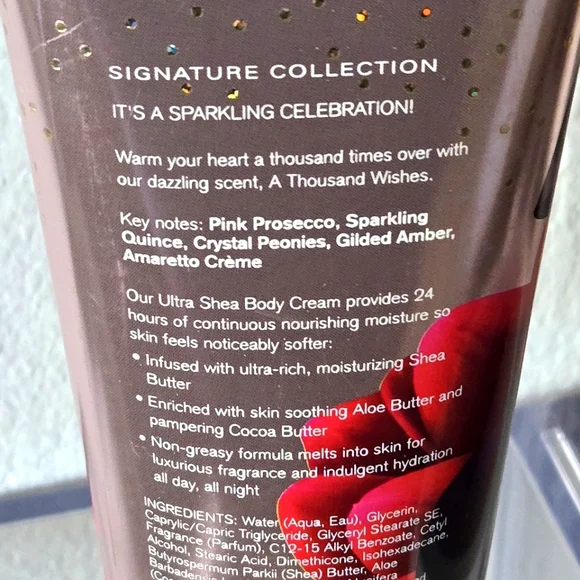 SIGNATURE COLLECTION
IT'S A SPARKLING CELEBRATION!
Warm your heart a thousand times over with
our dazzling scent, A Thousand Wishes.
Key notes: Pink Prosecco, Sparkling
Quince, Crystal Peonies, Gilded Amber,
Amaretto Crème
Our Ultra Shea Body Cream provides 24
hours of continuous nourishing moisture so
skin feels noticeably softer:
• Infused with ultra-rich, moisturizing Shea
Butter
• Enriched with skin soothing Aloe Butter and
pampering Cocoa Butter
• Non-greasy formula melts into skin for
luxurious fragrance and indulgent hydration
all day, all night
INGREDIENTS: Water (Aqua, Eau), Glycerin,
Caprylic/Capric Triglyceride, Glyceryl Stearate SE,
Fragrance (Parfum), C12-15 Alkyl Benzoate, Cetyl
Alcohol, Stearic Acid, Dimethicone, Isohexadecane,
Butyrospermum Parkii (Shea) Butter, Aloe